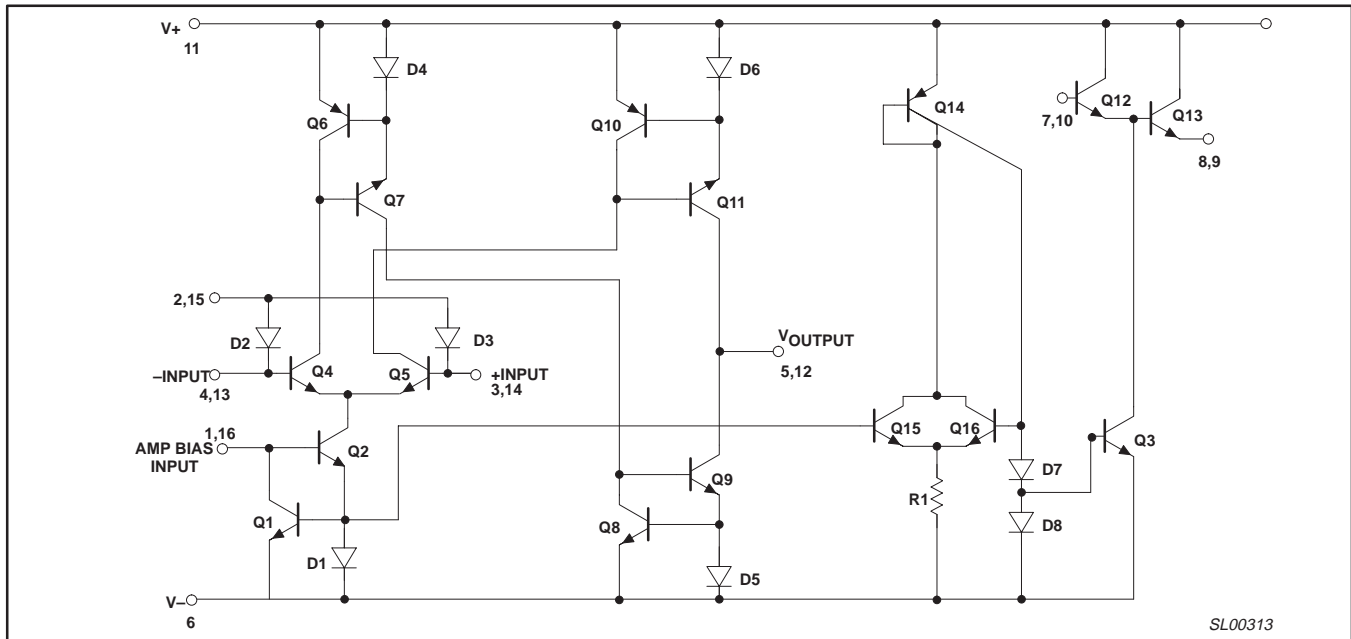 V+
11
D4
D6
Q6
Q10
Q14
Q12
7,10
Q13
8,9
Q7
Q11
2,15
D2
D3
VOUTPUT
5,12
–INPUT
4,13
Q4
Q5
+INPUT
3,14
AMP BIAS
INPUT
1,16
Q2
Q15
Q16
Q3
D7
Q9
R1
Q1
Q8
D8
D1
D5
V–
6
SL00313